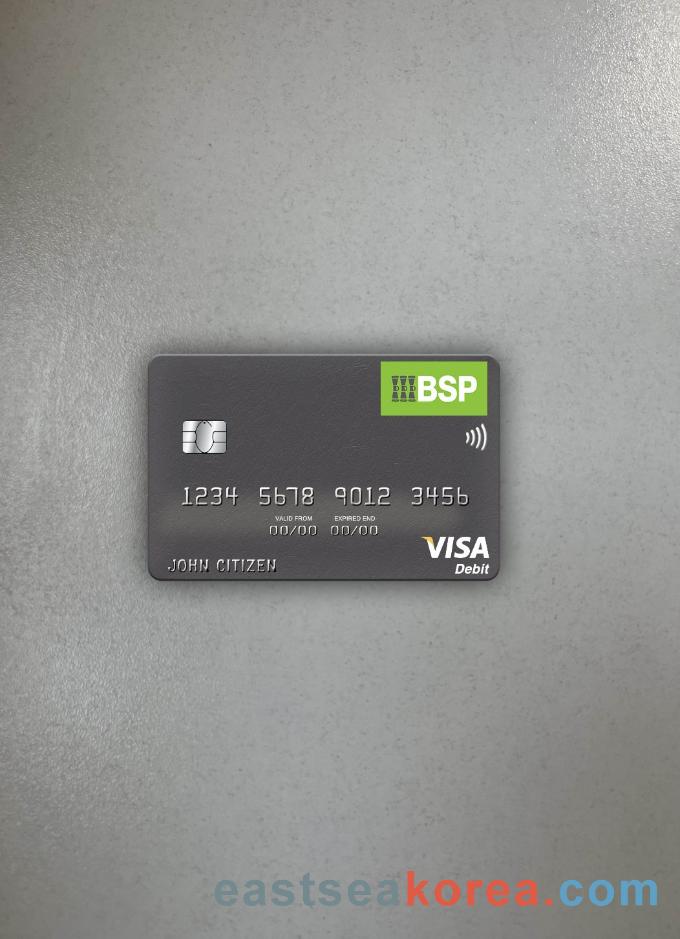 BSP
1234 5678 9012 3456
VALID FROM EXPIRED END
00/00 00/00
VISA
Debit
JOHN CITIZEN
eastseakorea.com